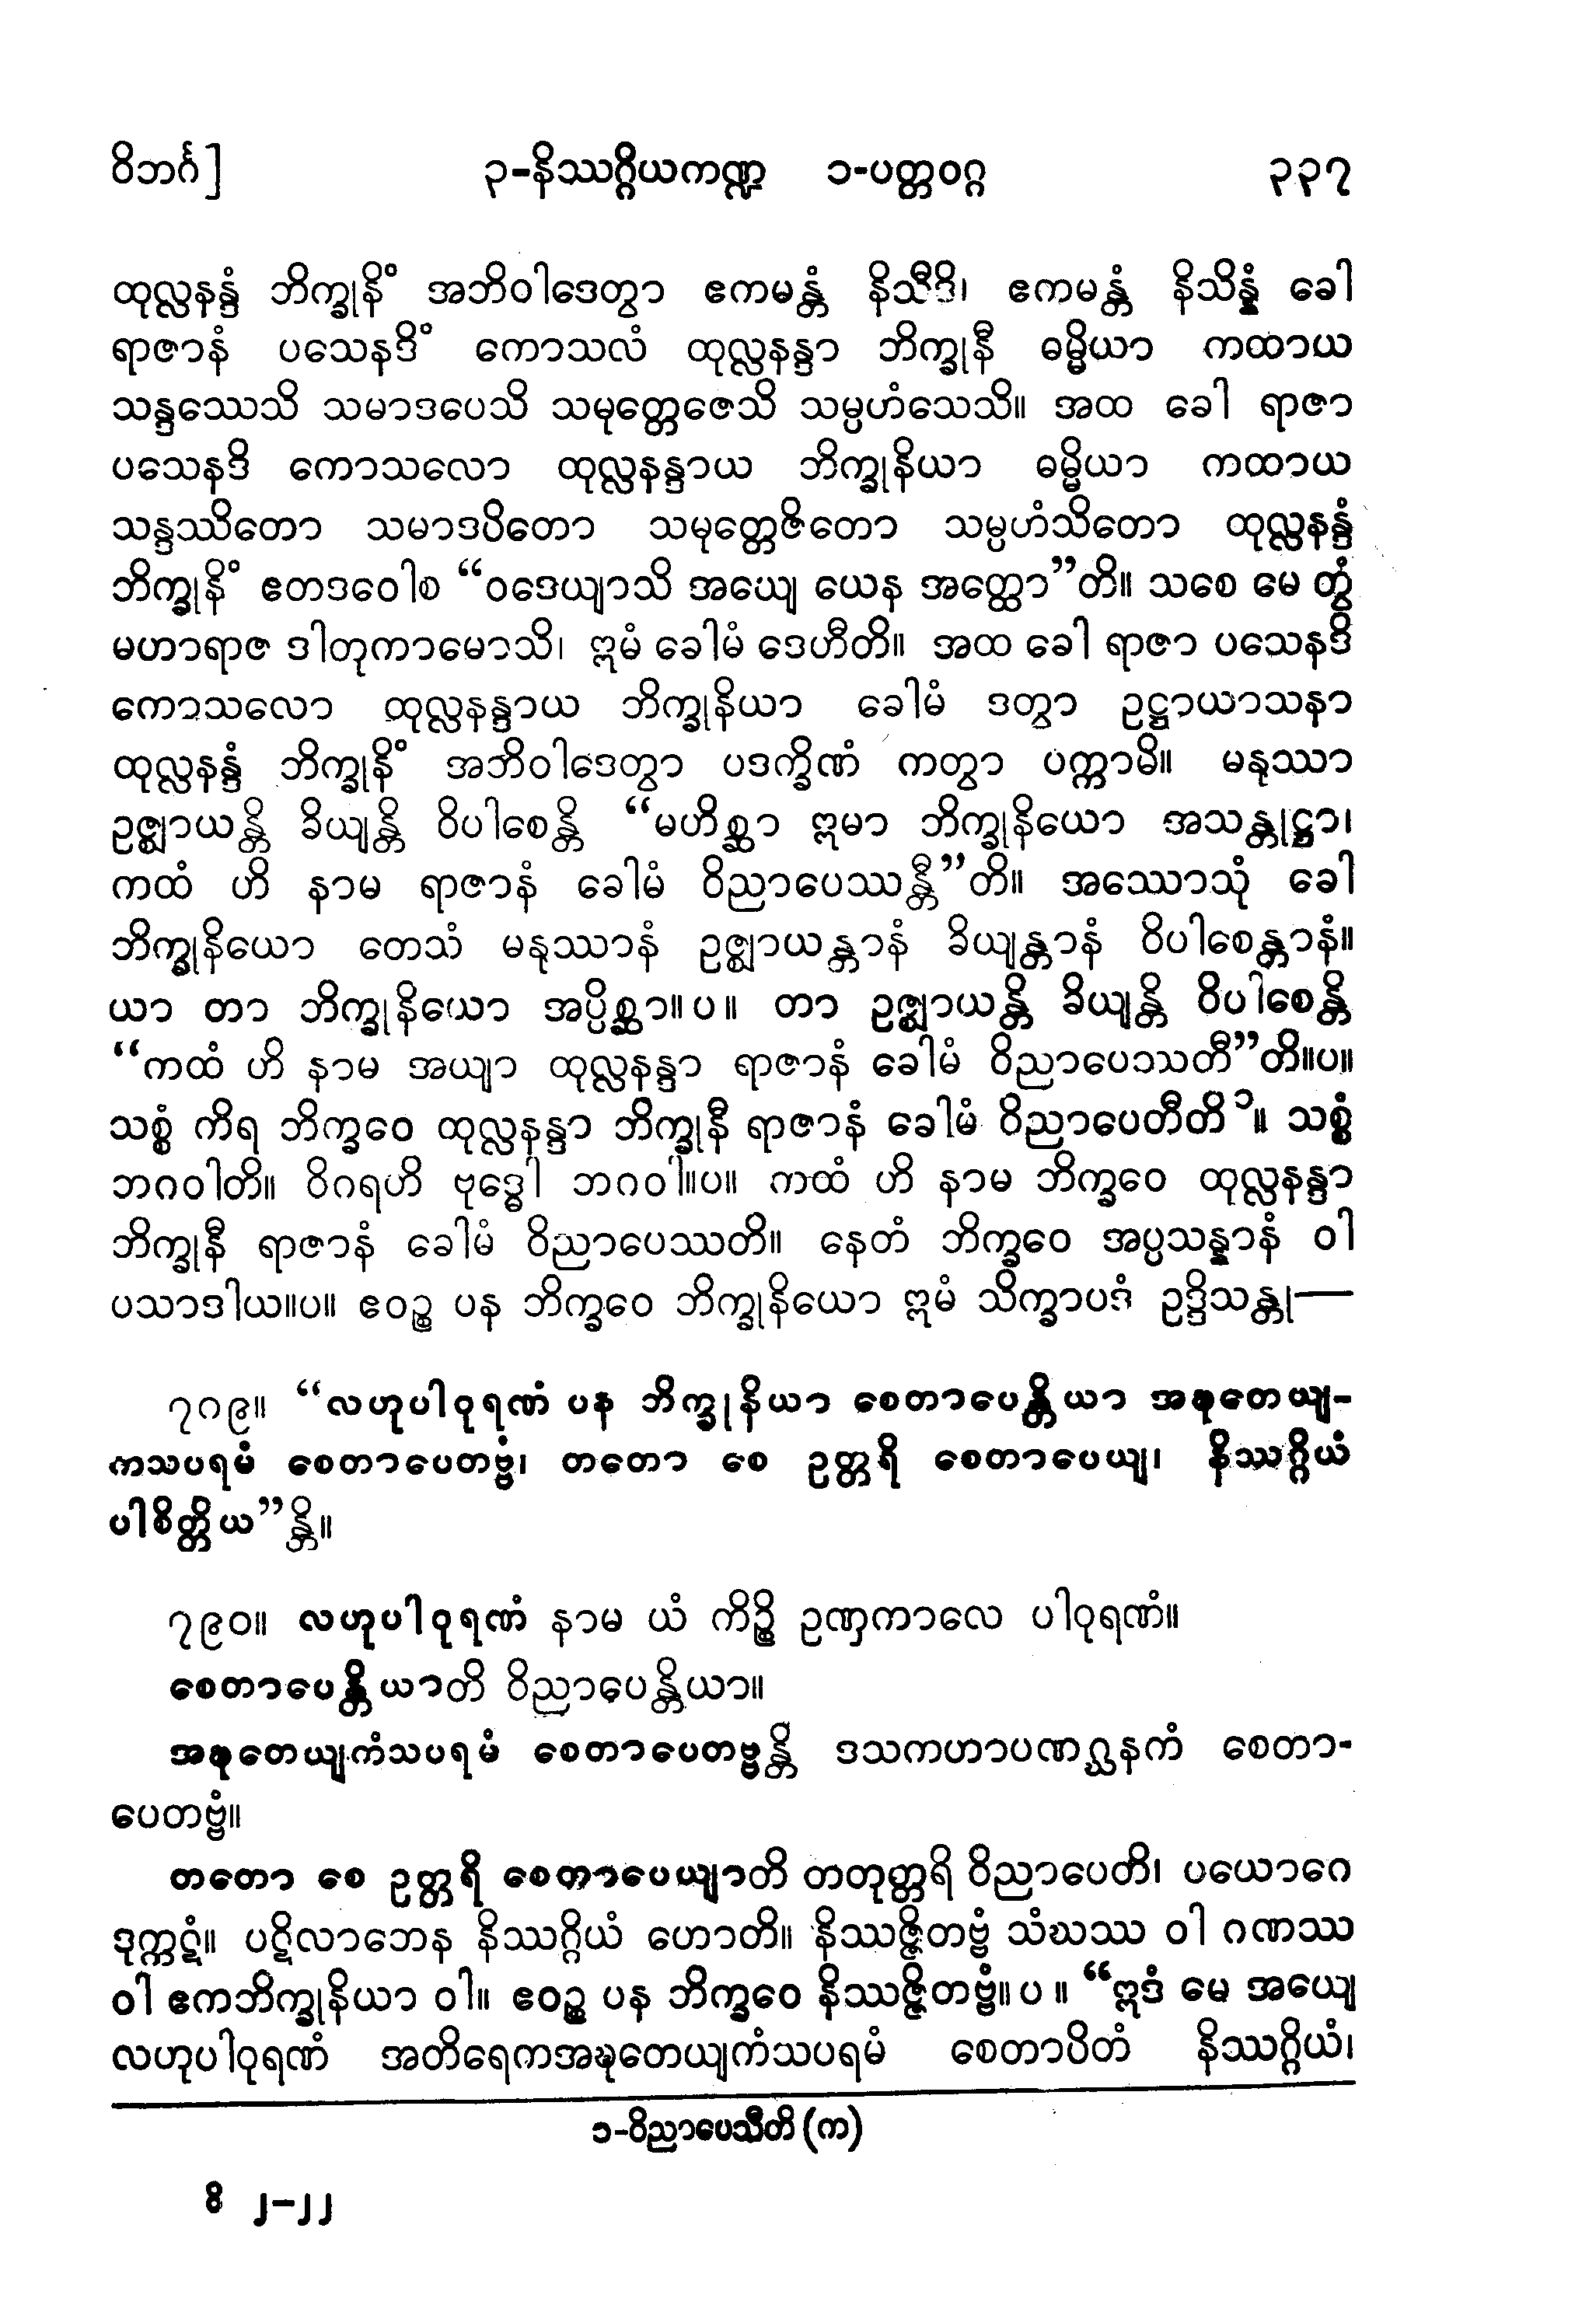 ဝိဘင်္ဂ] ၃-နိဿဂ္ဂိယကဏ္ဍ ၁-ပတ္တဝဂ္ဂ ၃၃၇
ထုလ္လနန္ဒံ ဘိက္ခုနိံ အဘိဝါဒေတွာ ဧကမန္တံ နိသီဒိ၊ ဧကမန္တံ နိသိန္နံ ခေါ
ရာဇာနံ ပသေနဒိံ ကောသလံ ထုလ္လနန္ဒာ ဘိက္ခုနီ ဓမ္မိယာ ကထာယ
သန္ဒဿေသိ သမာဒပေသိ သမုတ္တေဇေသိ သမ္ပဟံသေသိ။ အထ ခေါ ရာဇာ
ပသေနဒိ ကောသလော ထုလ္လနန္ဒာယ ဘိက္ခုနိယာ ဓမ္မိယာ ကထာယ
သန္ဒဿိတော သမာဒပိတော သမုတ္တေဇိတော သမ္ပဟံသိတော ထုလ္လနန္ဒံ
ဘိက္ခုနိံ ဧတဒဝေါစ “ဝဒေယျာသိ အယျေ ယေန အတ္ထော”တိ။ သစေ မေ တွံ
မဟာရာဇ ဒါတုကာမောသိ၊ ဣမံ ခေါမံ ဒေဟီတိ။ အထ ခေါ ရာဇာ ပသေနဒိ
ကောသလော ထုလ္လနန္ဒာယ ဘိက္ခုနိယာ ခေါမံ ဒတွာ ဥဋ္ဌာယာသနာ
ထုလ္လနန္ဒံ ဘိက္ခုနိံ အဘိဝါဒေတွာ ပဒက္ခိဏံ ကတွာ ပက္ကာမိ။ မနုဿာ
ဥဇ္ဈာယန္တိ ခိယျန္တိ ဝိပါစေန္တိ “မဟိစ္ဆာ ဣမာ ဘိက္ခုနိယော အသန္တုဋ္ဌာ၊
ကထံ ဟိ နာမ ရာဇာနံ ခေါမံ ဝိညာပေဿန္တီ”တိ။ အဿောသုံ ခေါ
ဘိက္ခုနိယော တေသံ မနုဿာနံ ဥဇ္ဈာယန္တာနံ ခိယျန္တာနံ ဝိပါစေန္တာနံ။
ယာ တာ ဘိက္ခုနိယော အပ္ပိစ္ဆာ။ပ။ တာ ဥဇ္ဈာယန္တိ ခိယျန္တိ ဝိပါစေန္တိ
“ကထံ ဟိ နာမ အယျာ ထုလ္လနန္ဒာ ရာဇာနံ ခေါမံ ဝိညာပေဿတီ”တိ။ပ။
သစ္စံ ကိရ ဘိက္ခဝေ ထုလ္လနန္ဒာ ဘိက္ခုနီ ရာဇာနံ ခေါမံ ဝိညာပေတီတိ ၁။ သစ္စံ
ဘဂဝါတိ။ ဝိဂရဟိ ဗုဒ္ဓေါ ဘဂဝါ။ပ။ ကထံ ဟိ နာမ ဘိက္ခဝေ ထုလ္လနန္ဒာ
ဘိက္ခုနီ ရာဇာနံ ခေါမံ ဝိညာပေဿတိ။ နေတံ ဘိက္ခဝေ အပ္ပသန္နာနံ ဝါ
ပသာဒါယ။ပ။ ဧဝဉ္စ ပန ဘိက္ခဝေ ဘိက္ခုနိယော ဣမံ သိက္ခာပဒံ ဥဒ္ဒိသန္တု—
၇၈၉။ “လဟုပါဝုရဏံ ပန ဘိက္ခုနိယာ စေတာပေန္တိယာ အဍ္ဎတေယျ-
ကံသပရမံ စေတာပေတဗ္ဗံ၊ တတော စေ ဥတ္တရိ စေတာပေယျ၊ နိဿဂ္ဂိယံ
ပါစိတ္တိယ”န္တိ။
၇၉၀။ လဟုပါဝုရဏံ နာမ ယံ ကိဉ္စိ ဥဏှကာလေ ပါဝုရဏံ။
စေတာပေန္တိယာတိ ဝိညာပေန္တိယာ။
အဍ္ဎတေယျကံသပရမံ စေတာပေတဗ္ဗန္တိ ဒသကဟာပဏဂ္ဃနကံ စေတာ-
ပေတဗ္ဗံ။
တတော စေ ဥတ္တရိ စေတာပေယျာတိ တတုတ္တရိ ဝိညာပေတိ၊ ပယောဂေ
ဒုက္ကဋံ။ ပဋိလာဘေန နိဿဂ္ဂိယံ ဟောတိ။ နိဿဇ္ဇိတဗ္ဗံ သံဃဿ ဝါ ဂဏဿ
ဝါ ဧကဘိက္ခုနိယာ ဝါ။ ဧဝဉ္စ ပန ဘိက္ခဝေ နိဿဇ္ဇိတဗ္ဗံ။ပ။ “ဣဒံ မေ အယျေ
လဟုပါဝုရဏံ အတိရေကအဍ္ဎတေယျကံသပရမံ စေတာပိတံ နိဿဂ္ဂိယံ၊
၁-ဝိညာပေသီတိ (က)
ဝိ ၂-၂၂